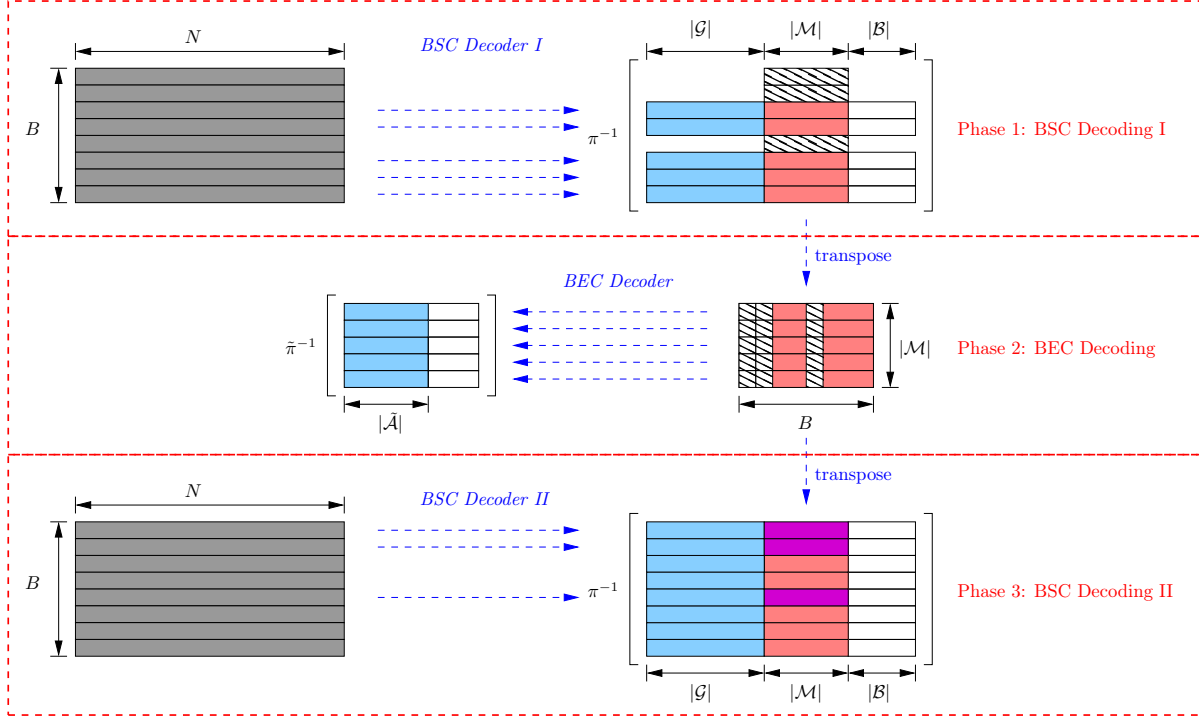 N
BSC Decoder I
|𝒢|
|ℳ|
|ℬ|
B
π⁻¹
Phase 1: BSC Decoding I
transpose
BEC Decoder
π̃⁻¹
|ℳ|
Phase 2: BEC Decoding
|𝒜̃|
B
transpose
N
BSC Decoder II
B
π⁻¹
Phase 3: BSC Decoding II
|𝒢|
|ℳ|
|ℬ|